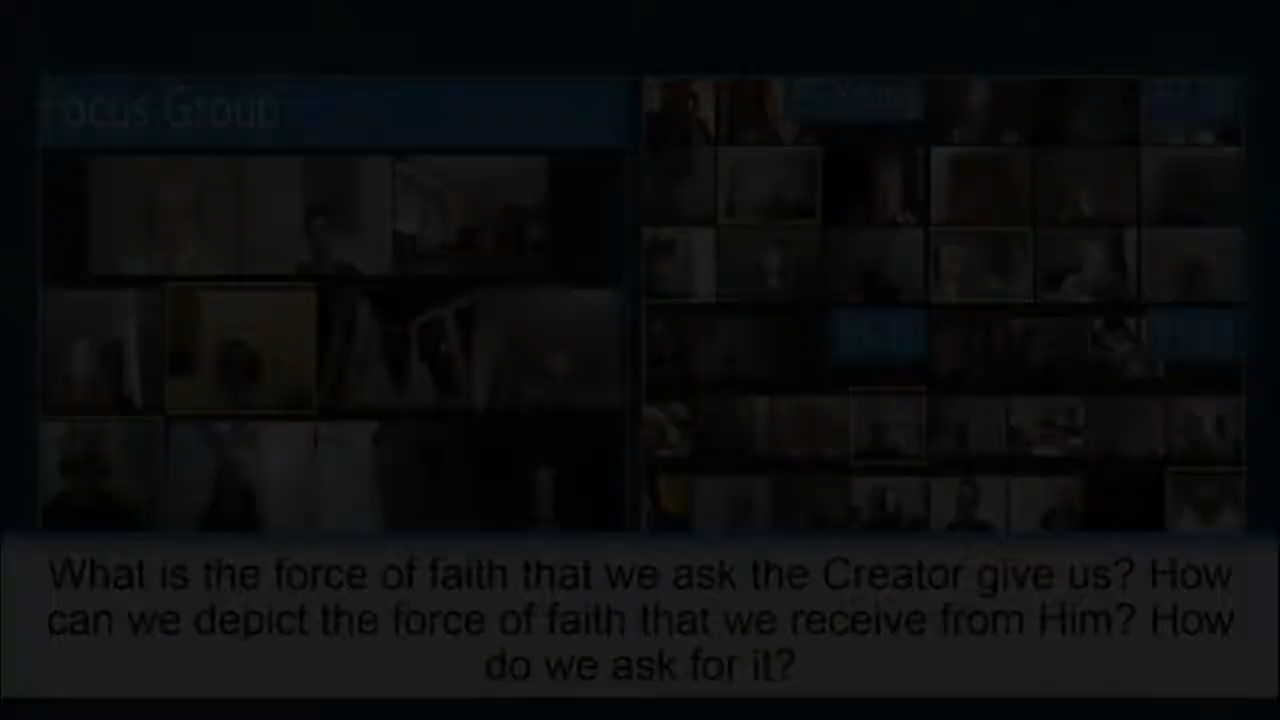 Focus Group
What is the force of faith that we ask the Creator give us? How
can we depict the force of faith that we receive from Him? How
do we ask for it?